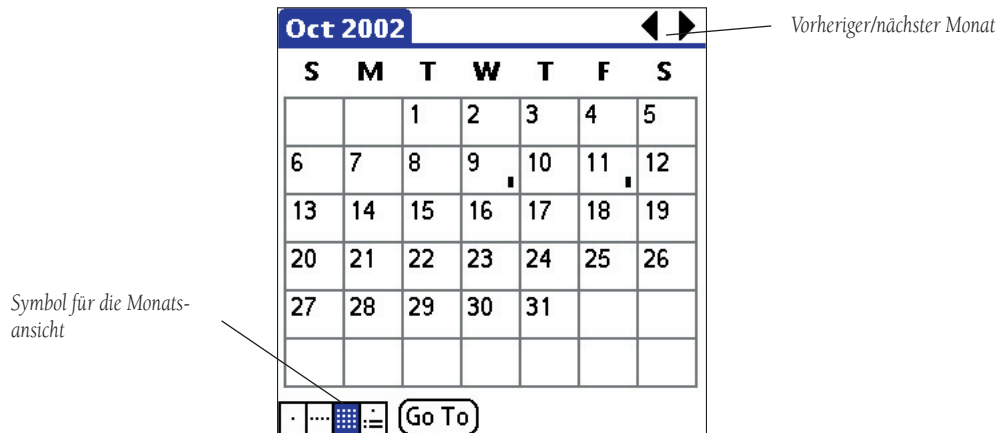 Oct 2002
Vorheriger/nächster Monat
S M T W T F S
1 2 3 4 5
6 7 8 9 10 11 12
13 14 15 16 17 18 19
20 21 22 23 24 25 26
27 28 29 30 31
Symbol für die Monats-
ansicht
Go To